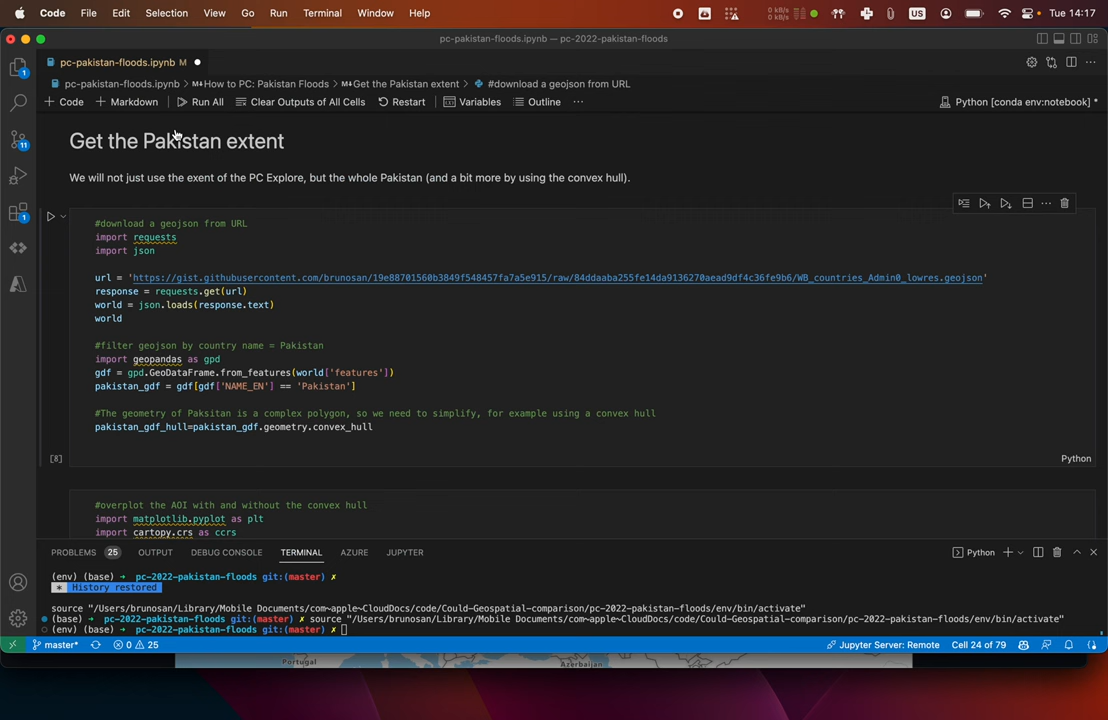 Code File Edit Selection View Go Run Terminal Window Help 0 kB/s 0 kB/s US Tue 14:17
pc-pakistan-floods.ipynb — pc-2022-pakistan-floods
pc-pakistan-floods.ipynb M
pc-pakistan-floods.ipynb > M↓How to PC: Pakistan Floods > M↓Get the Pakistan extent > #download a geojson from URL
+ Code + Markdown Run All Clear Outputs of All Cells Restart Variables Outline ··· Python [conda env:notebook] *
Get the Pakistan extent
We will not just use the exent of the PC Explore, but the whole Pakistan (and a bit more by using the convex hull).
#download a geojson from URL
import requests
import json
url = 'https://gist.githubusercontent.com/brunosan/19e88701560b3849f548457fa7a5e915/raw/84ddaaba255fe14da9136270aead9df4c36fe9b6/WB_countries_Admin0_lowres.geojson'
response = requests.get(url)
world = json.loads(response.text)
world
#filter geojson by country name = Pakistan
import geopandas as gpd
gdf = gpd.GeoDataFrame.from_features(world['features'])
pakistan_gdf = gdf[gdf['NAME_EN'] == 'Pakistan']
#The geometry of Paksitan is a complex polygon, so we need to simplify, for example using a convex hull
pakistan_gdf_hull=pakistan_gdf.geometry.convex_hull
[8] Python
#overplot the AOI with and without the convex hull
import matplotlib.pyplot as plt
import cartopy.crs as ccrs
PROBLEMS 25 OUTPUT DEBUG CONSOLE TERMINAL AZURE JUPYTER Python
(env) (base) → pc-2022-pakistan-floods git:(master) ✗
* History restored
source "/Users/brunosan/Library/Mobile Documents/com~apple~CloudDocs/code/Could-Geospatial-comparison/pc-2022-pakistan-floods/env/bin/activate"
(base) → pc-2022-pakistan-floods git:(master) ✗ source "/Users/brunosan/Library/Mobile Documents/com~apple~CloudDocs/code/Could-Geospatial-comparison/pc-2022-pakistan-floods/env/bin/activate"
(env) (base) → pc-2022-pakistan-floods git:(master) ✗
master* 0 25 Jupyter Server: Remote Cell 24 of 79
Portugal Azerbaijan
1
11
1